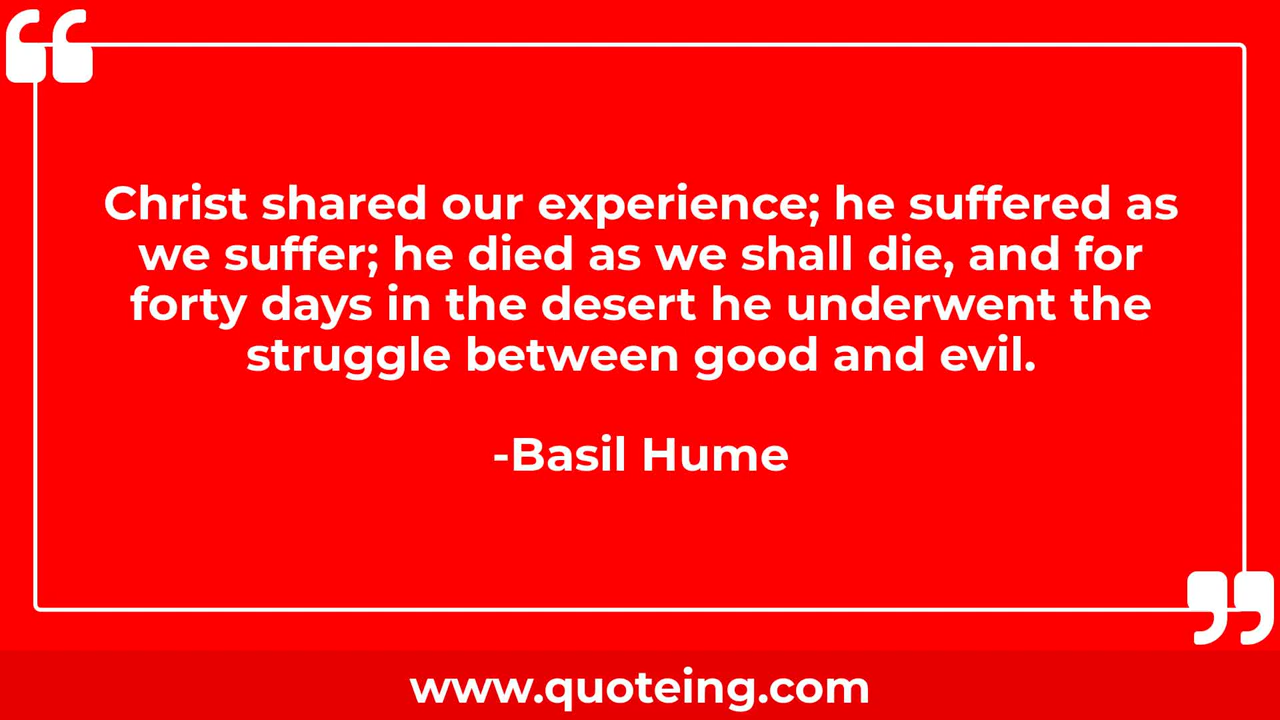 Christ shared our experience; he suffered as
we suffer; he died as we shall die, and for
forty days in the desert he underwent the
struggle between good and evil.
-Basil Hume
www.quoteing.com